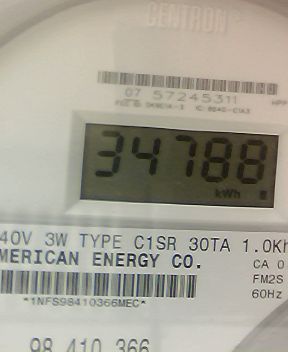 CENTRON
07 57245311
34788
kWh
40V 3W TYPE C1SR 30TA 1.0Kh
MERICAN ENERGY CO.
CA 0
FM2S
*1NFS98410366MEC*
60Hz
98 410 366